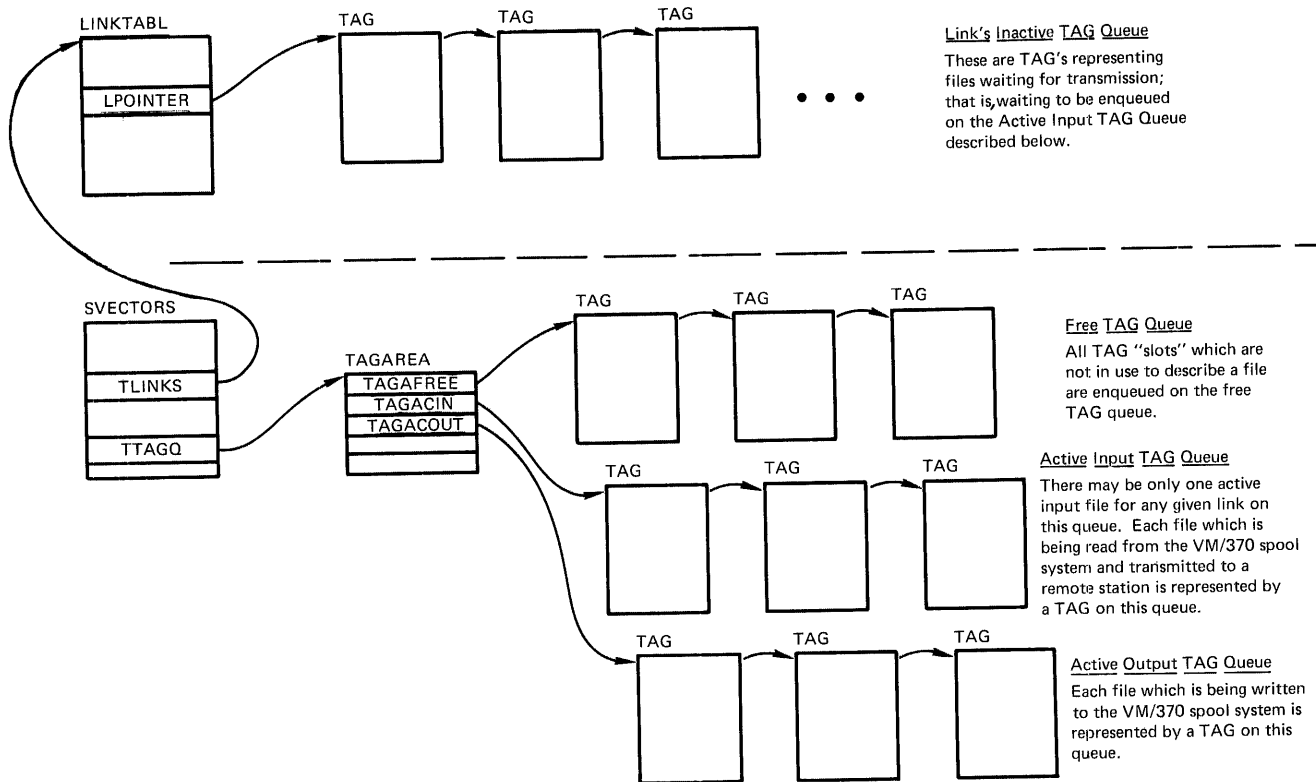 LINKTABL
LPOINTER
TAG
TAG
TAG
• • •
Link's Inactive TAG Queue
These are TAG's representing
files waiting for transmission;
that is, waiting to be enqueued
on the Active Input TAG Queue
described below.
SVECTORS
TLINKS
TTAGQ
TAGAREA
TAGAFREE
TAGACIN
TAGACOUT
TAG
TAG
TAG
Free TAG Queue
All TAG "slots" which are
not in use to describe a file
are enqueued on the free
TAG queue.
TAG
TAG
TAG
Active Input TAG Queue
There may be only one active
input file for any given link on
this queue. Each file which is
being read from the VM/370 spool
system and transmitted to a
remote station is represented by
a TAG on this queue.
TAG
TAG
TAG
Active Output TAG Queue
Each file which is being written
to the VM/370 spool system is
represented by a TAG on this
queue.